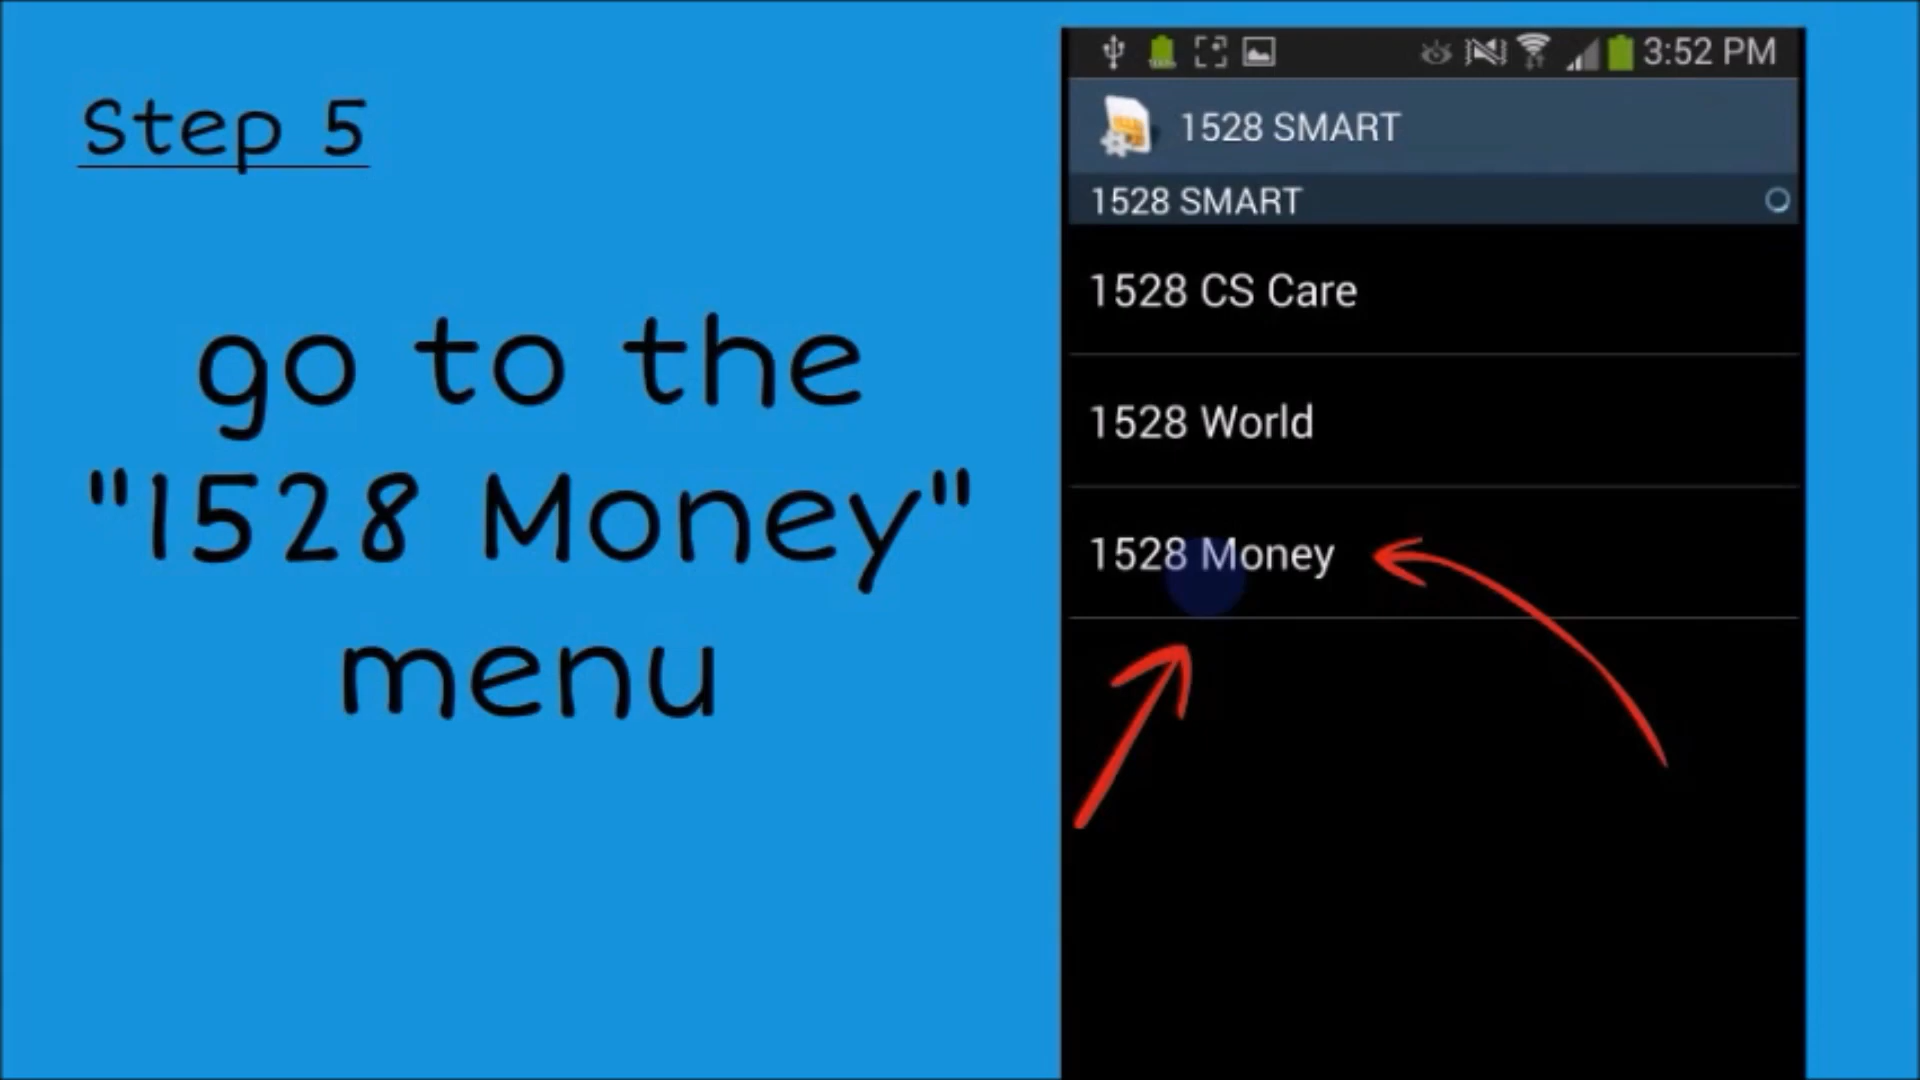 Step 5
go to the
"1528 Money"
menu
3:52 PM
1528 SMART
1528 SMART
1528 CS Care
1528 World
1528 Money